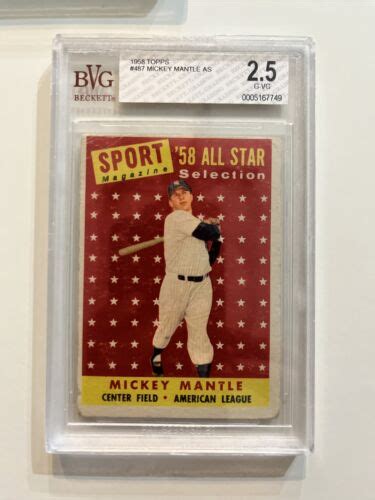 BVG
BECKETT
1958 TOPPS
#487 MICKEY MANTLE AS
2.5
G-VG
0005167749
SPORT
Magazine
'58 ALL STAR
Selection
MICKEY MANTLE
CENTER FIELD · AMERICAN LEAGUE